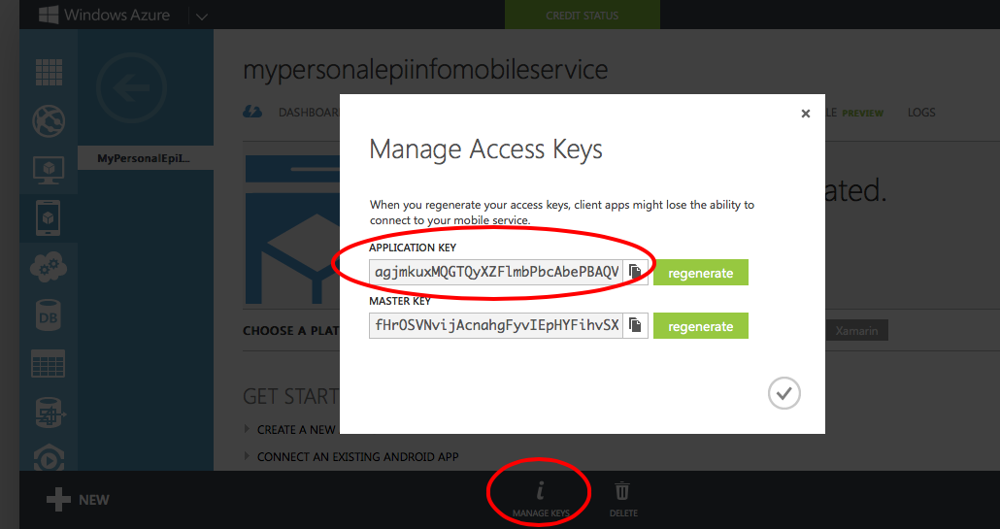 Windows Azure
CREDIT STATUS
mypersonalepiinfomobileservice
DASHBOAR
LE PREVIEW
LOGS
MyPersonalEpiI...
Manage Access Keys
ated.
When you regenerate your access keys, client apps might lose the ability to
connect to your mobile service.
APPLICATION KEY
agjmkuxMQGTQyXZFlmbPbcAbePBAQV
regenerate
MASTER KEY
fHrOSVNvijAcnahgFyvIEpHYFihvSX
regenerate
CHOOSE A PLAT
Xamarin
GET START
CREATE A NEW
CONNECT AN EXISTING ANDROID APP
DB
NEW
MANAGE KEYS
DELETE